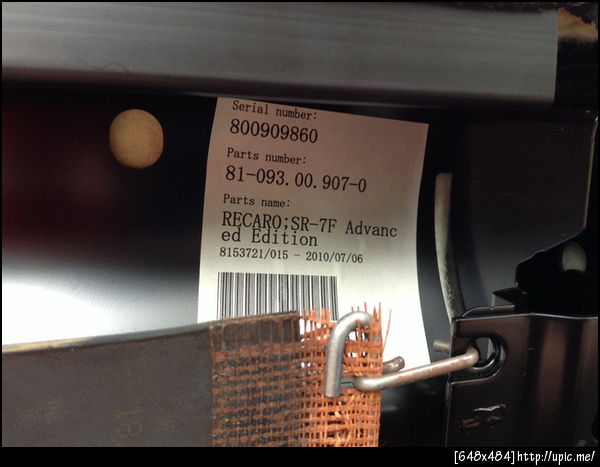 Serial number:
800909860
Parts number:
81-093.00.907-0
Parts name:
RECARO;SR-7F Advanc
ed Edition
8153721/015 - 2010/07/06
18
[648x484]http://upic.me/